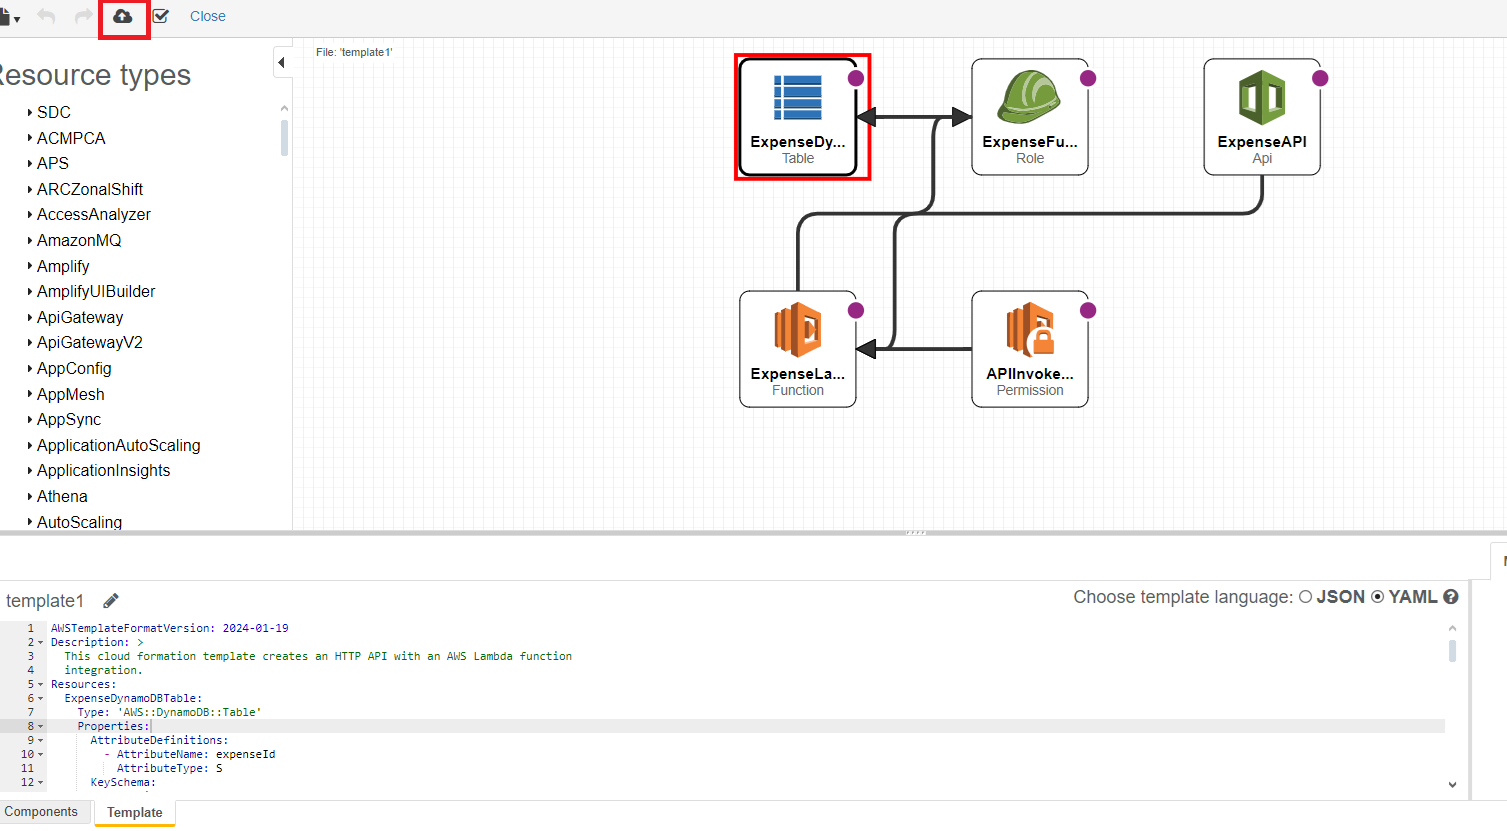 Close
File: 'template1'
Resource types
SDC
ACMPCA
APS
ARCZonalShift
AccessAnalyzer
AmazonMQ
Amplify
AmplifyUIBuilder
ApiGateway
ApiGatewayV2
AppConfig
AppMesh
AppSync
ApplicationAutoScaling
ApplicationInsights
Athena
AutoScaling
ExpenseDy...
Table
ExpenseFu...
Role
ExpenseAPI
Api
ExpenseLa...
Function
APIInvoke...
Permission
template1
Choose template language: JSON YAML
1 AWSTemplateFormatVersion: 2024-01-19
2 Description: >
3 This cloud formation template creates an HTTP API with an AWS Lambda function
4 integration.
5 Resources:
6 ExpenseDynamoDBTable:
7 Type: 'AWS::DynamoDB::Table'
8 Properties:
9 AttributeDefinitions:
10 - AttributeName: expenseId
11 AttributeType: S
12 KeySchema:
Components
Template